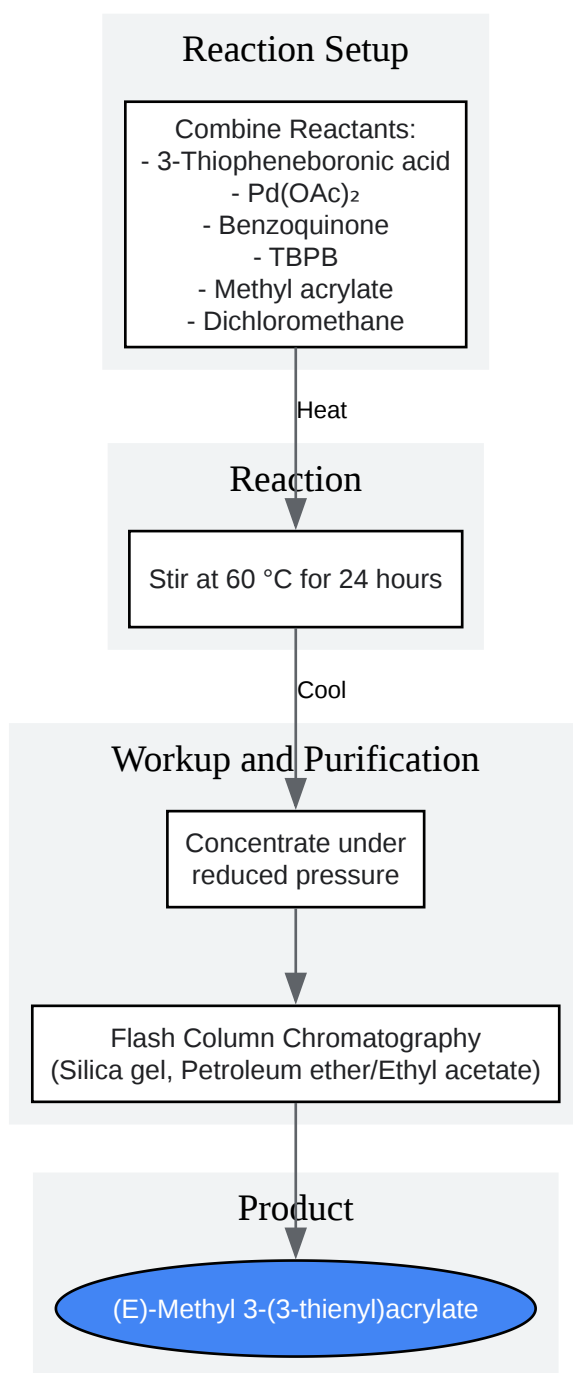 Reaction Setup
Combine Reactants:
- 3-Thiopheneboronic acid
- Pd(OAc)₂
- Benzoquinone
- TBPB
- Methyl acrylate
- Dichloromethane
Heat
Reaction
Stir at 60 °C for 24 hours
Cool
Workup and Purification
Concentrate under
reduced pressure
Flash Column Chromatography
(Silica gel, Petroleum ether/Ethyl acetate)
Product
(E)-Methyl 3-(3-thienyl)acrylate